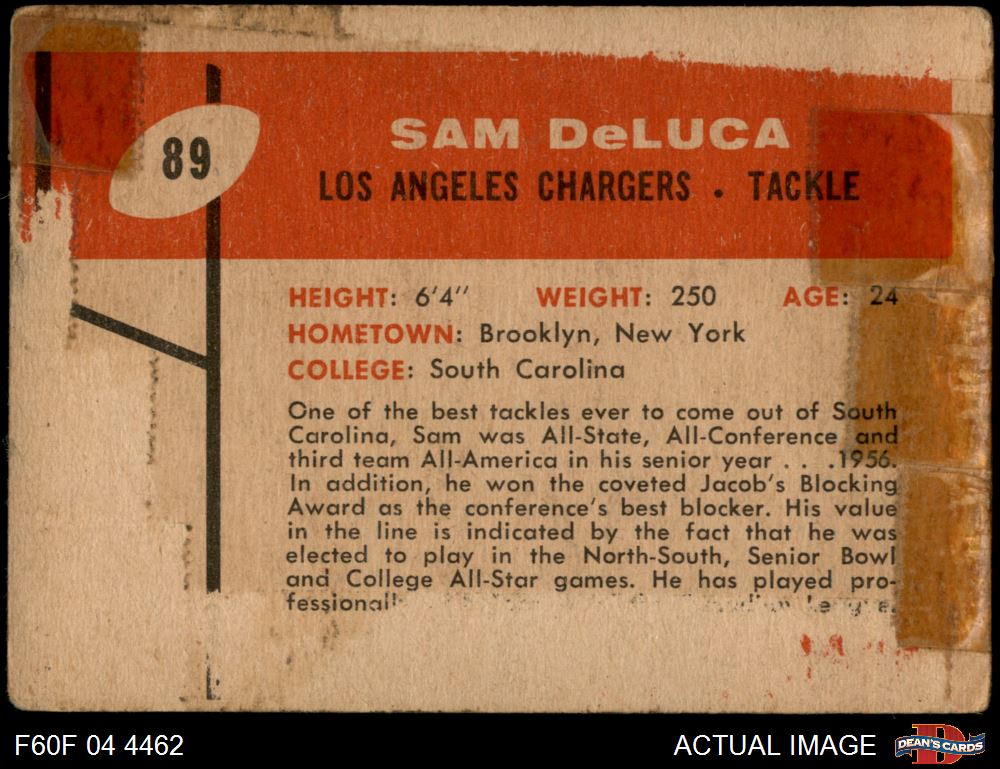 89
SAM DeLUCA
LOS ANGELES CHARGERS . TACKLE
HEIGHT: 6'4" WEIGHT: 250 AGE: 24
HOMETOWN: Brooklyn, New York
COLLEGE: South Carolina
One of the best tackles ever to come out of South
Carolina, Sam was All-State, All-Conference and
third team All-America in his senior year . . .1956.
In addition, he won the coveted Jacob's Blocking
Award as the conference's best blocker. His value
in the line is indicated by the fact that he was
elected to play in the North-South, Senior Bowl
and College All-Star games. He has played pro-
F60F 04 4462
ACTUAL IMAGE
DEAN'S CARDS